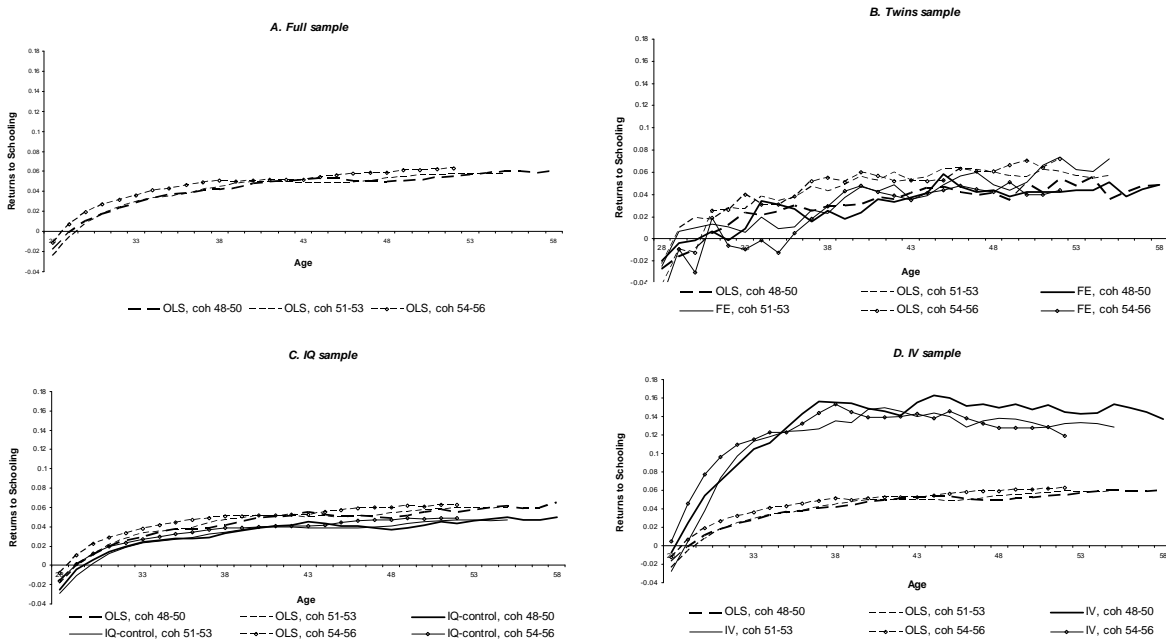 A. Full sample
Returns to Schooling
0.18
0.16
0.14
0.12
0.1
0.08
0.06
0.04
0.02
0
-0.02
-0.04
28 33 38 43 48 53 58
Age
OLS, coh 48-50 OLS, coh 51-53 OLS, coh 54-56
B. Twins sample
Returns to Schooling
0.18
0.16
0.14
0.12
0.1
0.08
0.06
0.04
0.02
0
-0.02
-0.04
28 33 38 43 48 53 58
Age
OLS, coh 48-50 OLS, coh 51-53 FE, coh 48-50
FE, coh 51-53 OLS, coh 54-56 FE, coh 54-56
C. IQ sample
Returns to Schooling
0.18
0.16
0.14
0.12
0.1
0.08
0.06
0.04
0.02
0
-0.02
-0.04
28 33 38 43 48 53 58
Age
OLS, coh 48-50 OLS, coh 51-53 IQ-control, coh 48-50
IQ-control, coh 51-53 OLS, coh 54-56 IQ-control, coh 54-56
D. IV sample
Returns to Schooling
0.18
0.16
0.14
0.12
0.1
0.08
0.06
0.04
0.02
0
-0.02
-0.04
28 33 38 43 48 53 58
Age
OLS, coh 48-50 OLS, coh 51-53 IV, coh 48-50
IV, coh 51-53 OLS, coh 54-56 IV, coh 54-56